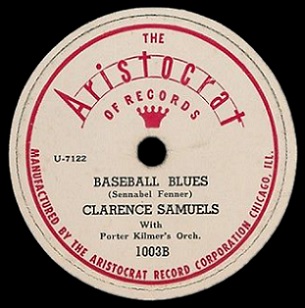 THE
Aristocrat
OF RECORDS
U-7122
BASEBALL BLUES
(Sennabel Fenner)
CLARENCE SAMUELS
With
Porter Kilmer's Orch.
1003B
MANUFACTURED BY THE ARISTOCRAT RECORD CORPORATION CHICAGO, ILL.